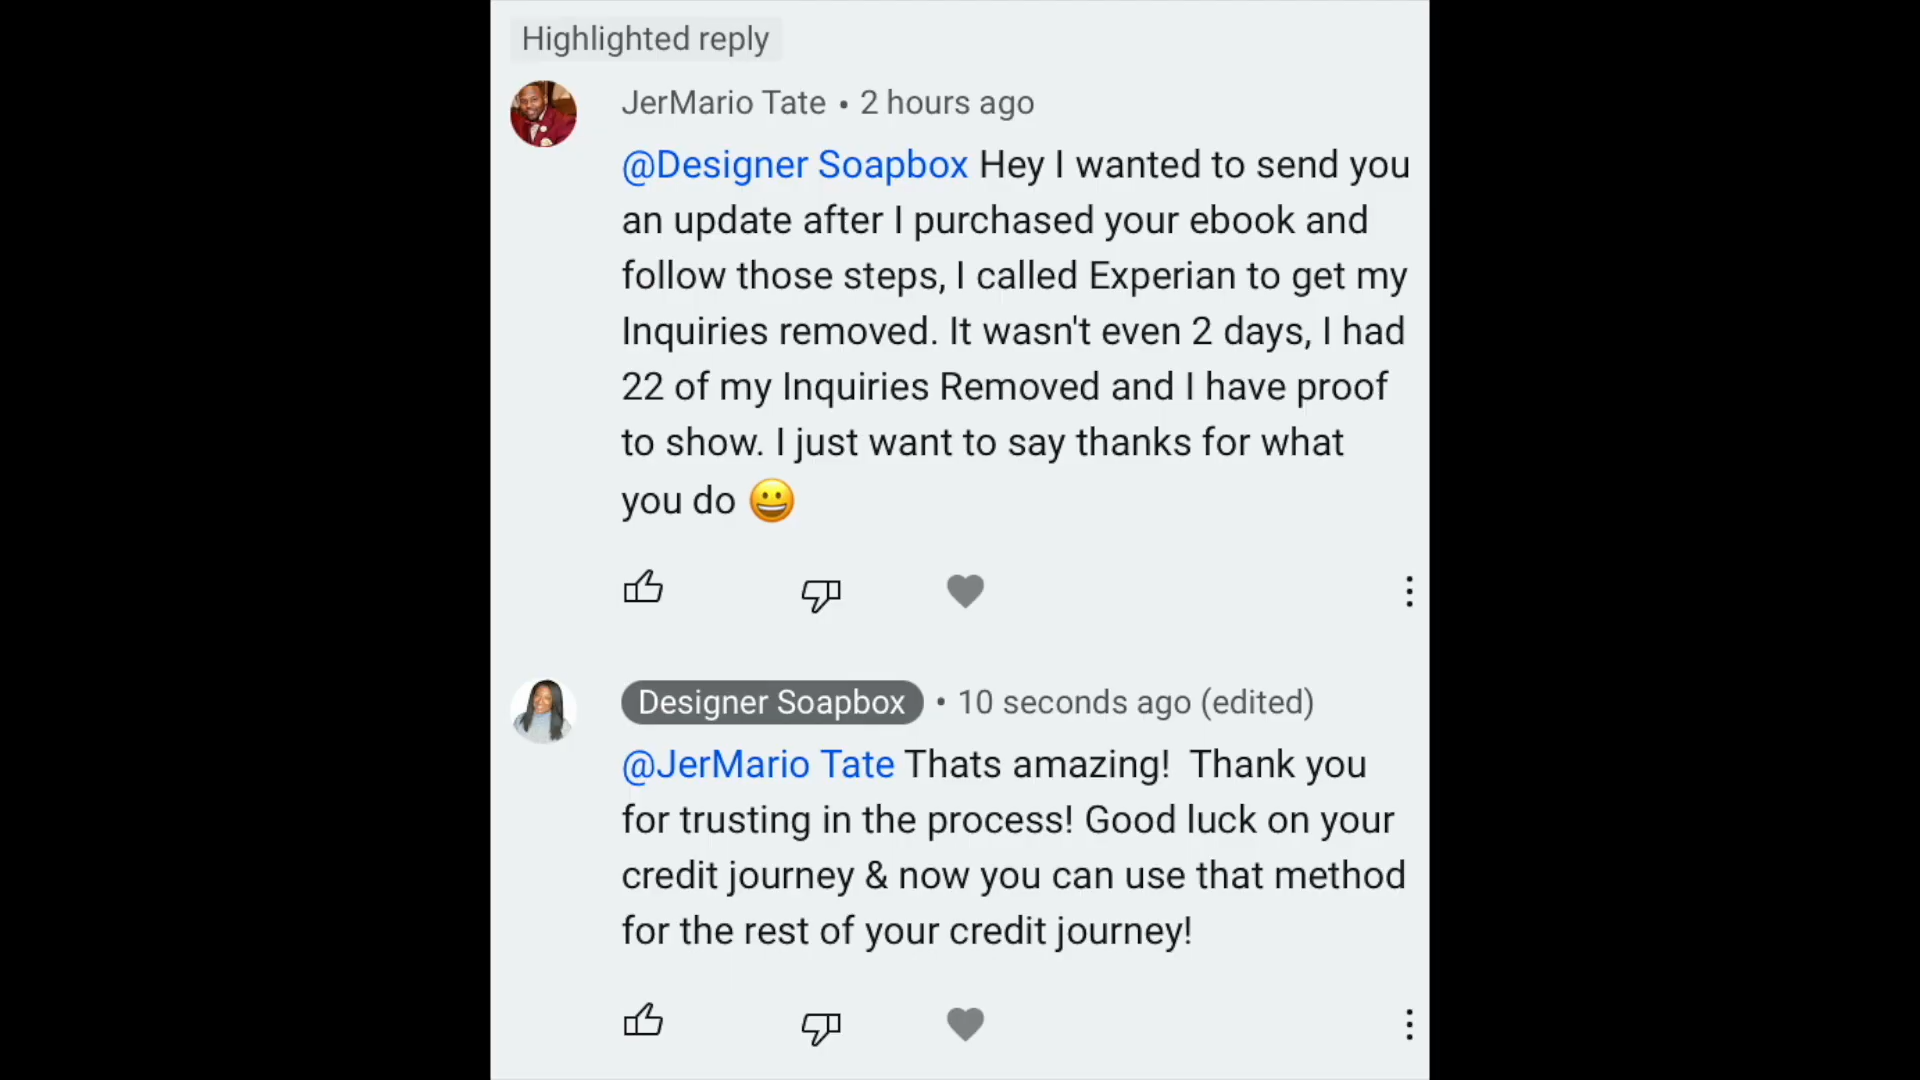 Highlighted reply
JerMario Tate • 2 hours ago
@Designer Soapbox Hey I wanted to send you
an update after I purchased your ebook and
follow those steps, I called Experian to get my
Inquiries removed. It wasn't even 2 days, I had
22 of my Inquiries Removed and I have proof
to show. I just want to say thanks for what
you do 😀
Designer Soapbox • 10 seconds ago (edited)
@JerMario Tate Thats amazing!  Thank you
for trusting in the process! Good luck on your
credit journey & now you can use that method
for the rest of your credit journey!